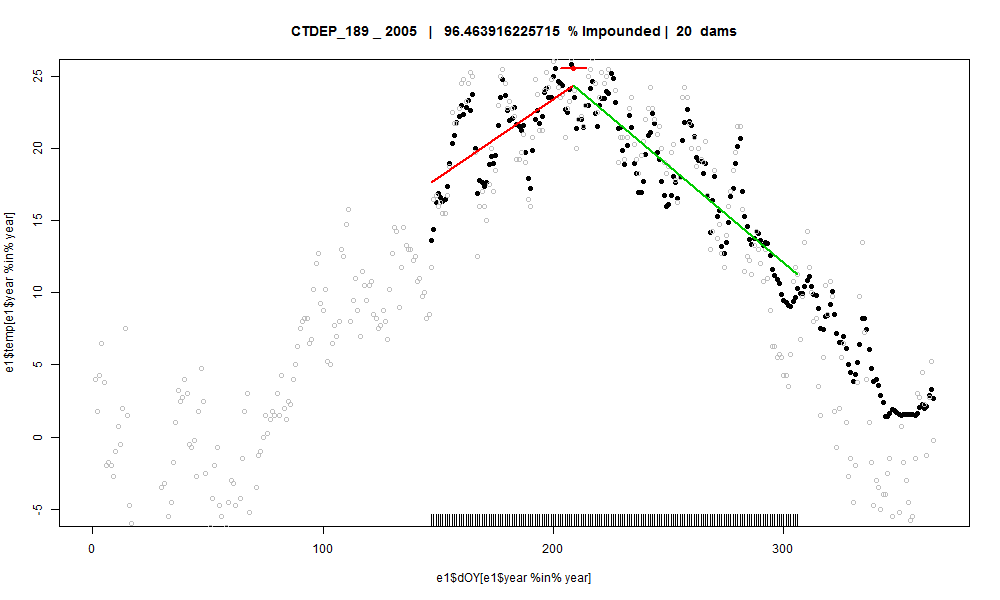 CTDEP_189 _ 2005 | 96.463916225715 % Impounded | 20 dams
e1$temp[e1$year %in% year]
25
20
15
10
5
0
-5
0 100 200 300
e1$dOY[e1$year %in% year]